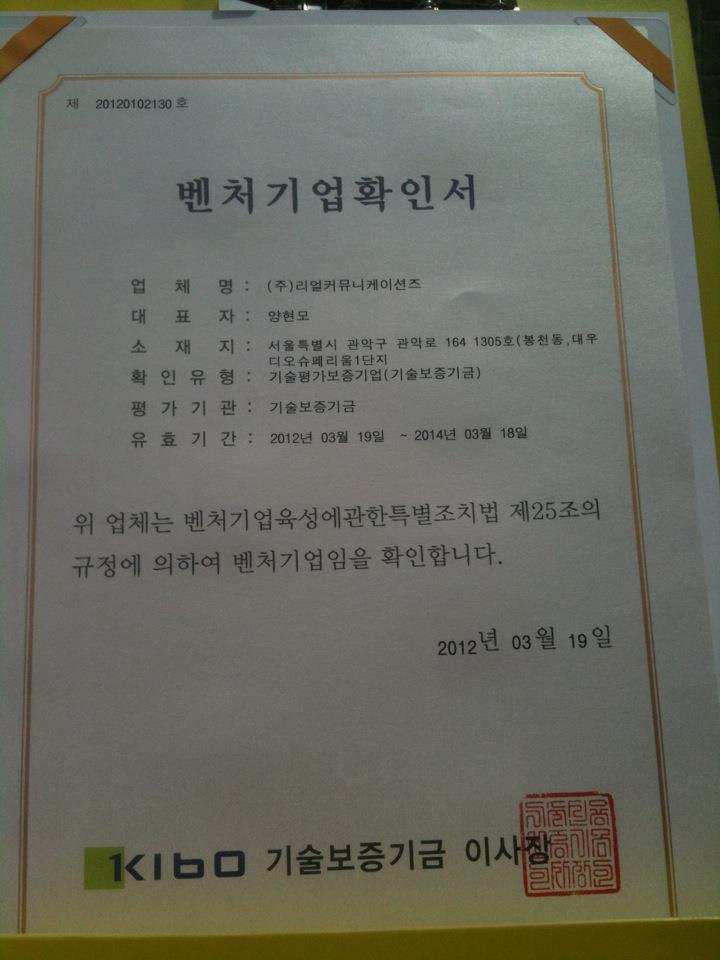 제 20120102130 호
벤처기업확인서
업 체 명 : (주)리얼커뮤니케이션즈
대 표 자 : 양현모
소 재 지 : 서울특별시 관악구 관악로 164 1305호(봉천동,대우
디오슈페리움1단지
확 인 유 형 : 기술평가보증기업(기술보증기금)
평 가 기 관 : 기술보증기금
유 효 기 간 : 2012년 03월 19일 ~ 2014년 03월 18일
위 업체는 벤처기업육성에관한특별조치법 제25조의
규정에 의하여 벤처기업임을 확인합니다.
2012년 03월 19일
KIBO 기술보증기금 이사장